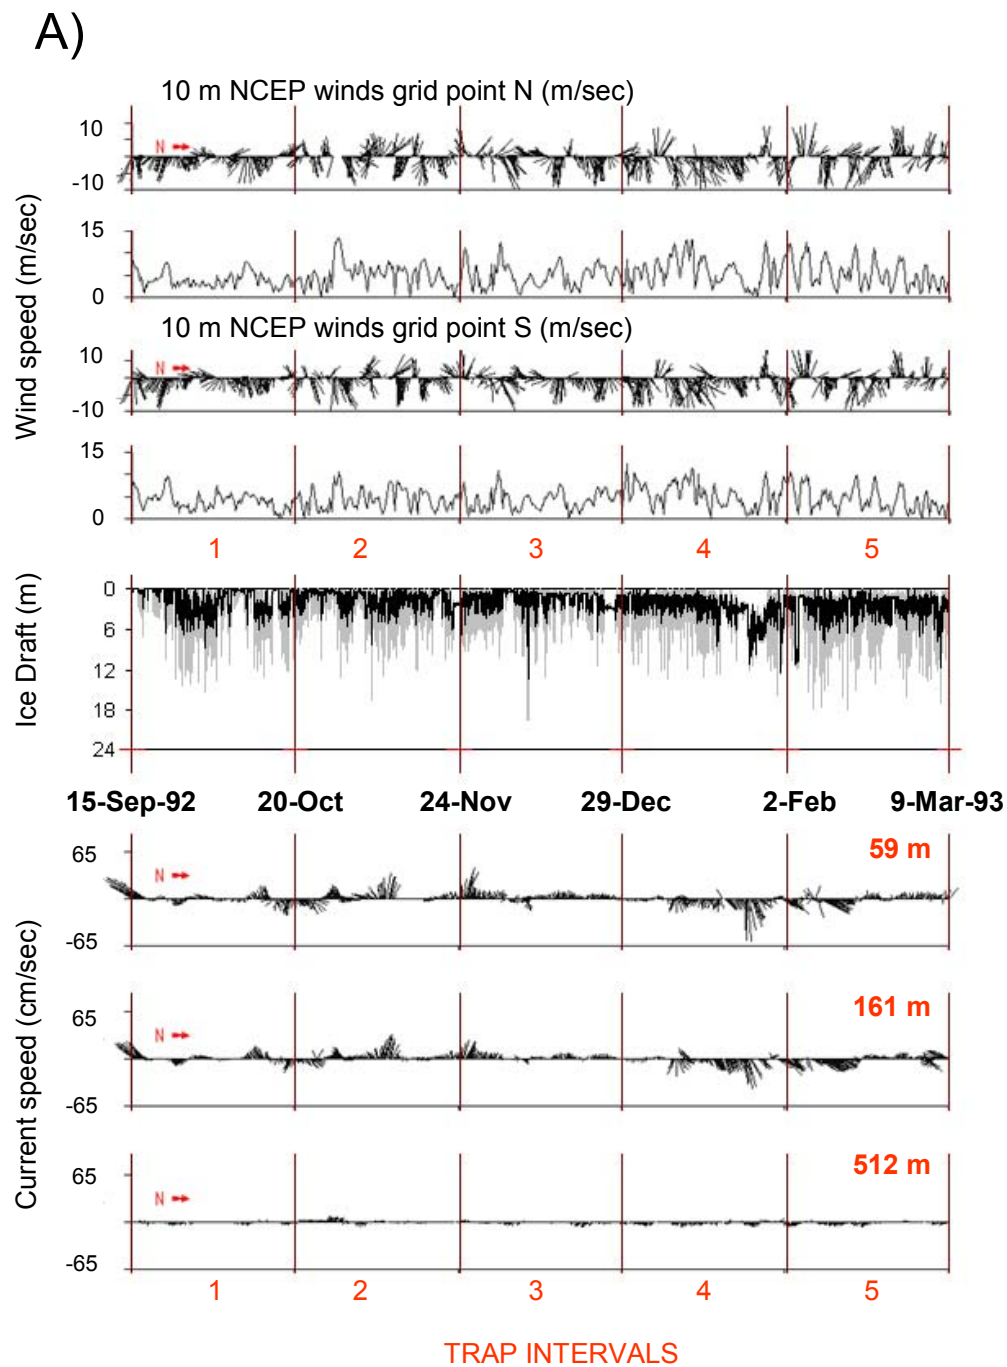 A)
10 m NCEP winds grid point N (m/sec)
10
N
-10
15
0
10 m NCEP winds grid point S (m/sec)
10
N
-10
15
0
Wind speed (m/sec)
1 2 3 4 5
0
6
12
18
24
Ice Draft (m)
15-Sep-92 20-Oct 24-Nov 29-Dec 2-Feb 9-Mar-93
65
59 m
N
-65
65
161 m
N
-65
65
512 m
N
-65
Current speed (cm/sec)
1 2 3 4 5
TRAP INTERVALS